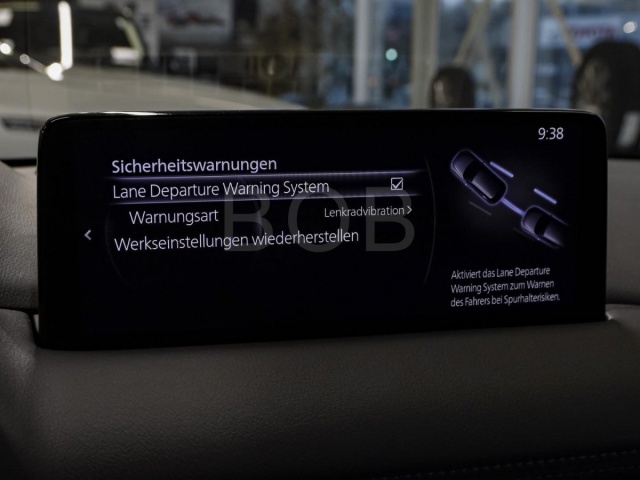 9:38
Sicherheitswarnungen
Lane Departure Warning System
Warnungsart Lenkradvibration
Werkseinstellungen wiederherstellen
BOB
Aktiviert das Lane Departure
Warning System zum Warnen
des Fahrers bei Spurhalterisiken.
TOYOTA